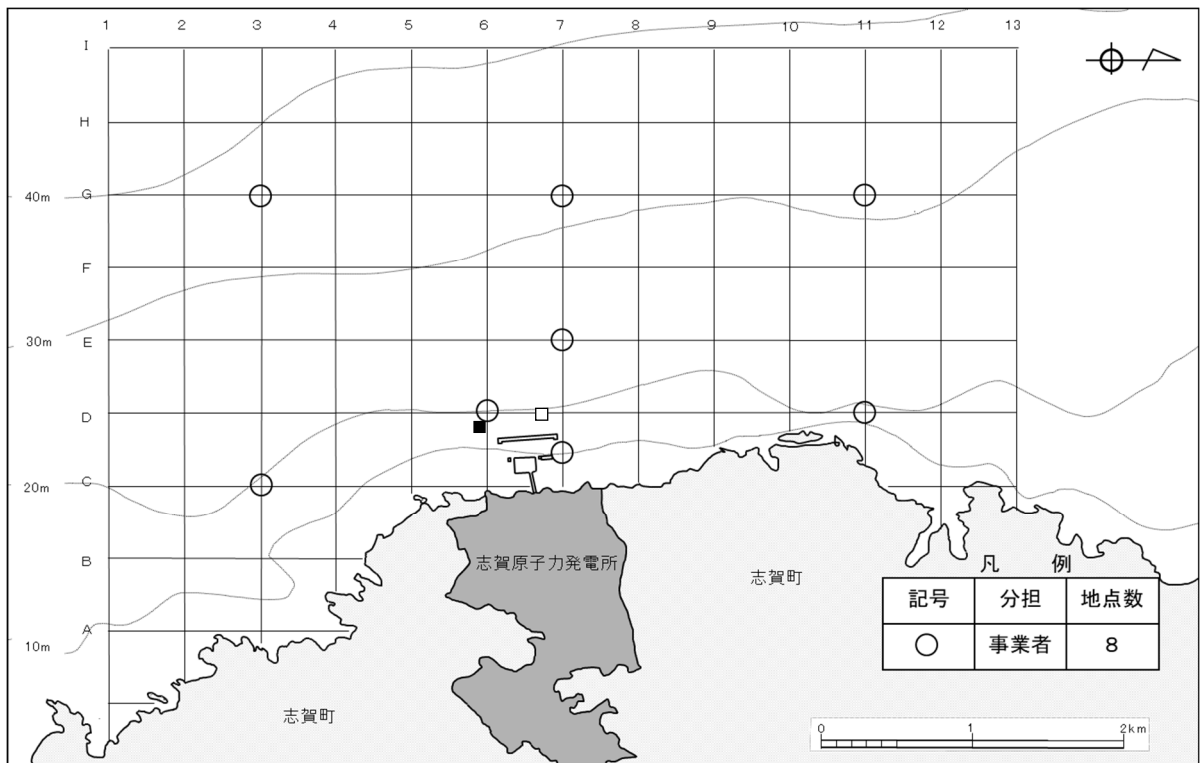 1 2 3 4 5 6 7 8 9 10 11 12 13
I
H
40m G
F
30m E
D
20m C
B
10m A
志賀原子力発電所
志賀町
志賀町
凡 例
記号 分担 地点数
○ 事業者 8
0 1 2km